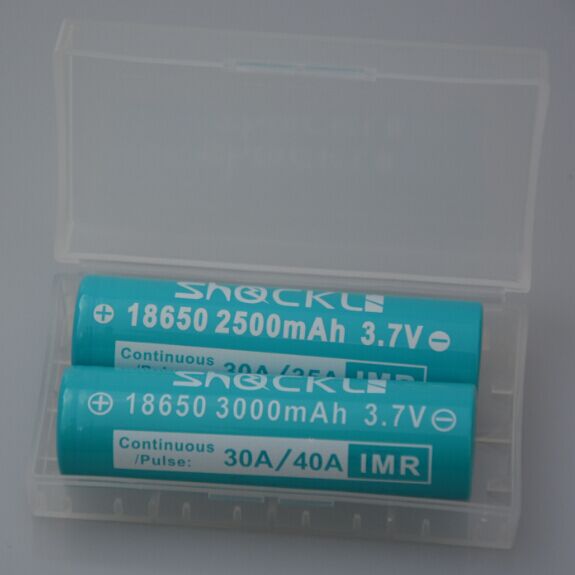 SHOCKLI
⊕ 18650 2500mAh 3.7V ⊖
Continuous
/Pulse: 30A/35A IMR
SHOCKLI
⊕ 18650 3000mAh 3.7V ⊖
Continuous
/Pulse: 30A/40A IMR